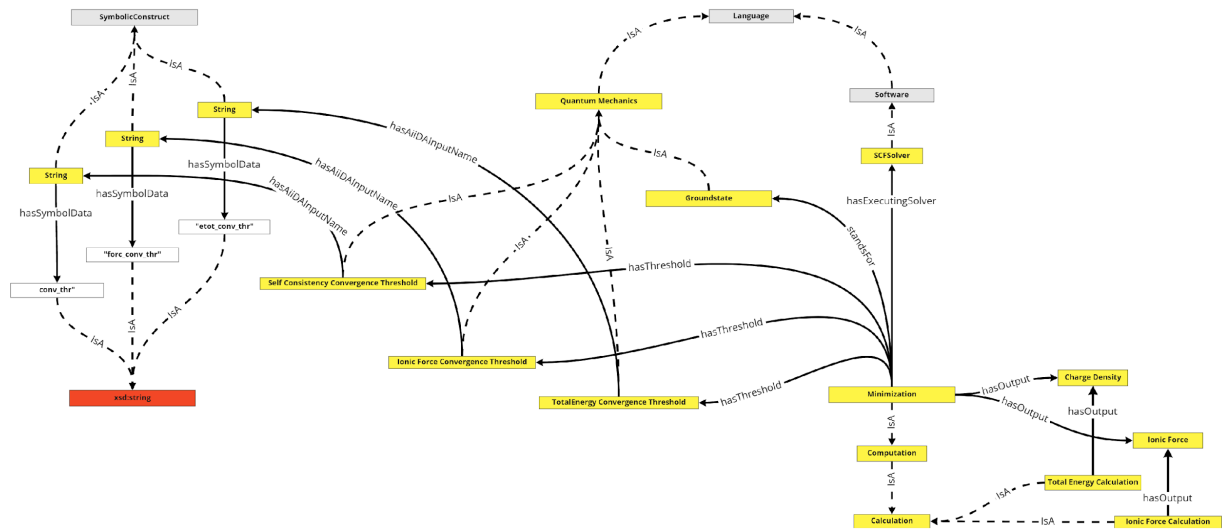 SymbolicConstruct
Language
IsA
IsA
IsA
IsA
IsA
Software
Quantum Mechanics
String
hasAiiDAInputName
IsA
String
SCFSolver
IsA
hasSymbolData
hasAiiDAInputName
String
hasSymbolData
hasAiiDAInputName
IsA
Groundstate
hasExecutingSolver
hasSymbolData
"etot_conv_thr"
standsFor
IsA
IsA
"forc_conv_thr"
hasThreshold
Self Consistency Convergence Threshold
conv_thr"
IsA
IsA
IsA
hasThreshold
Ionic Force Convergence Threshold
Charge Density
hasOutput
xsd:string
TotalEnergy Convergence Threshold
hasThreshold
Minimization
hasOutput
hasOutput
IsA
Ionic Force
Computation
IsA
Total Energy Calculation
IsA
hasOutput
Calculation
IsA
Ionic Force Calculation